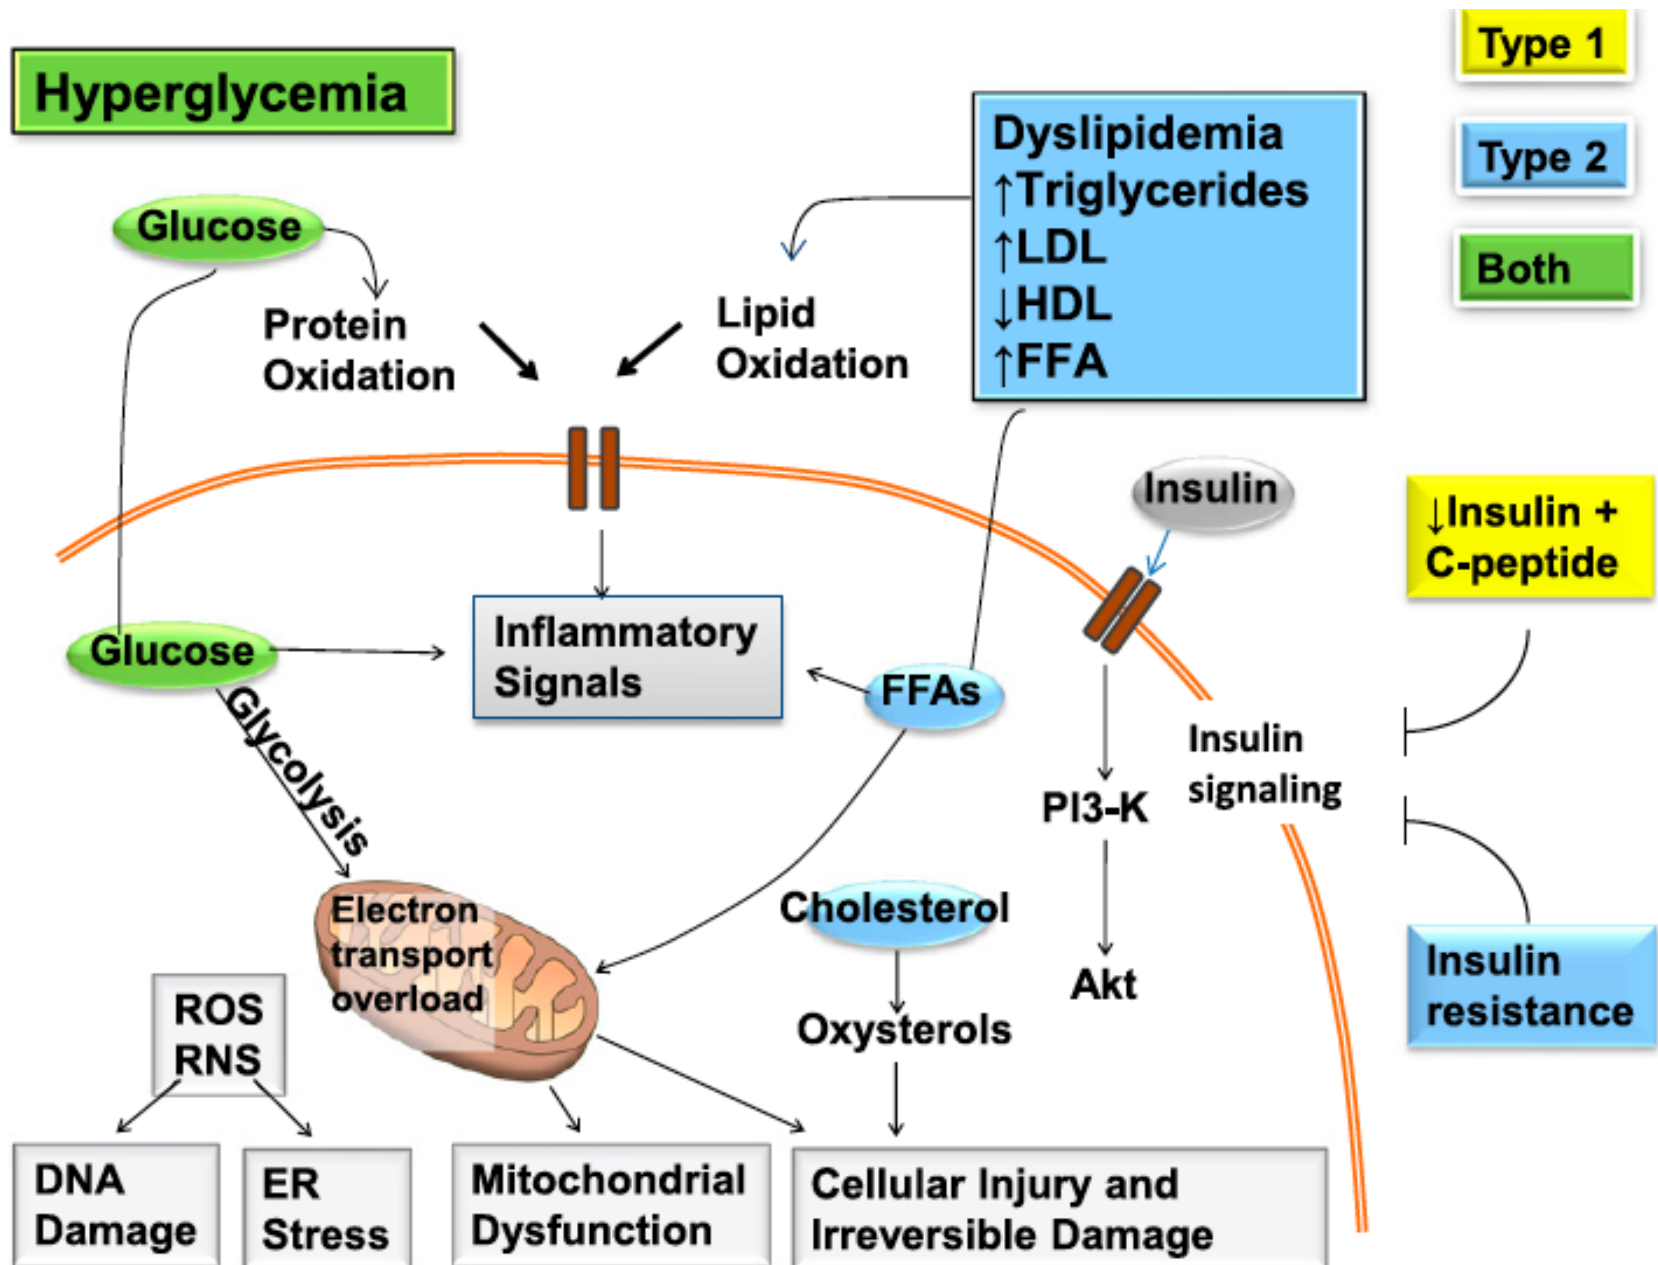 Type 1
Hyperglycemia
Type 2
Dyslipidemia
↑Triglycerides
↑LDL
↓HDL
↑FFA
Both
Glucose
Protein
Oxidation
Lipid
Oxidation
Insulin
↓Insulin +
C-peptide
Glucose
Inflammatory
Signals
FFAs
Glycolysis
Insulin
signaling
PI3-K
Electron
transport
overload
Cholesterol
Akt
Insulin
resistance
ROS
RNS
Oxysterols
DNA
Damage
ER
Stress
Mitochondrial
Dysfunction
Cellular Injury and
Irreversible Damage